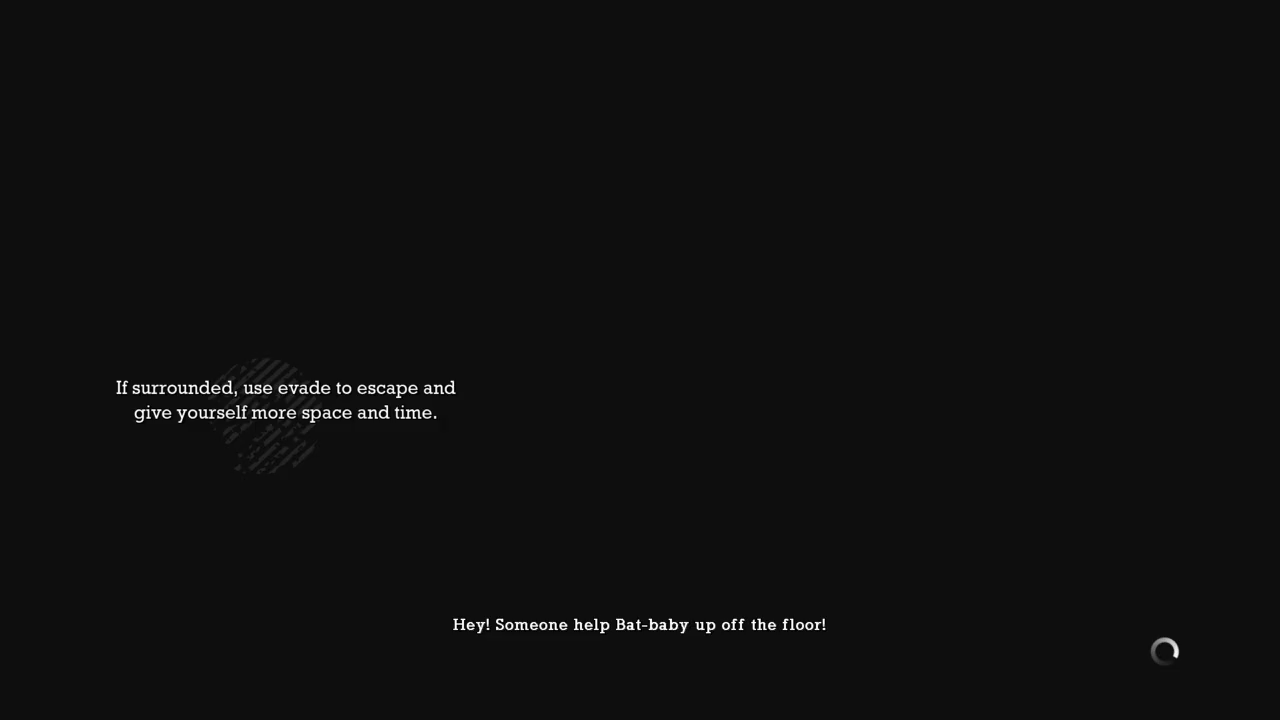 If surrounded, use evade to escape and
give yourself more space and time.
Hey! Someone help Bat-baby up off the floor!